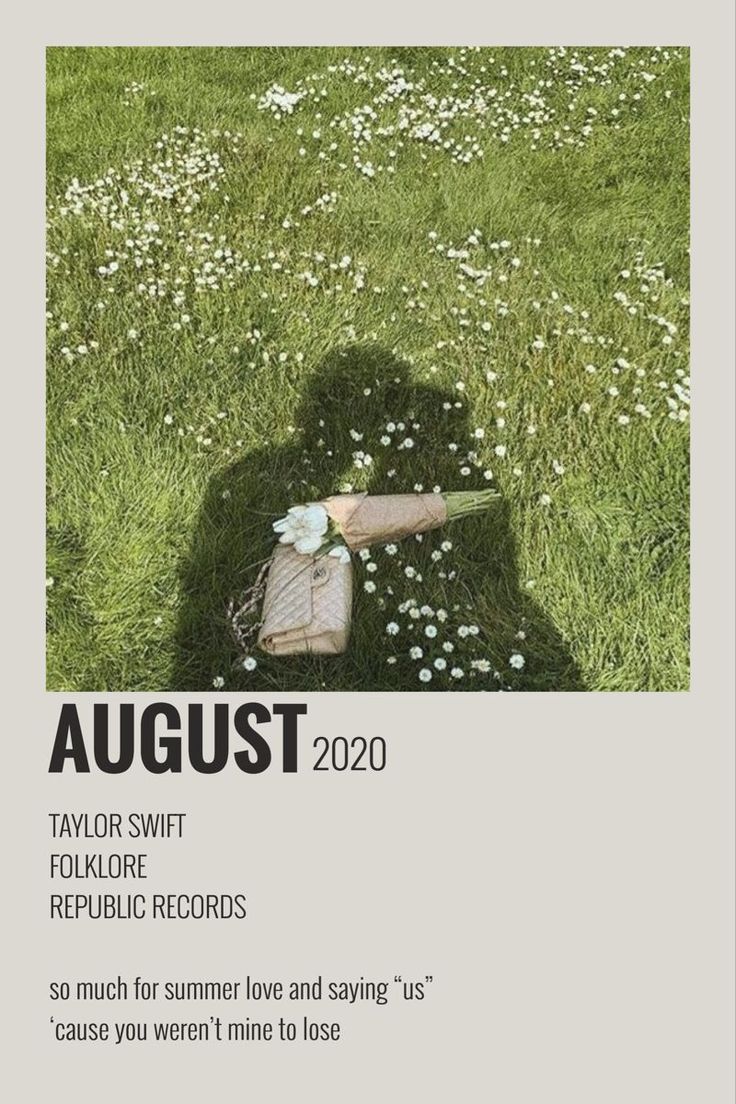 AUGUST 2020
TAYLOR SWIFT
FOLKLORE
REPUBLIC RECORDS
so much for summer love and saying “us”
‘cause you weren’t mine to lose